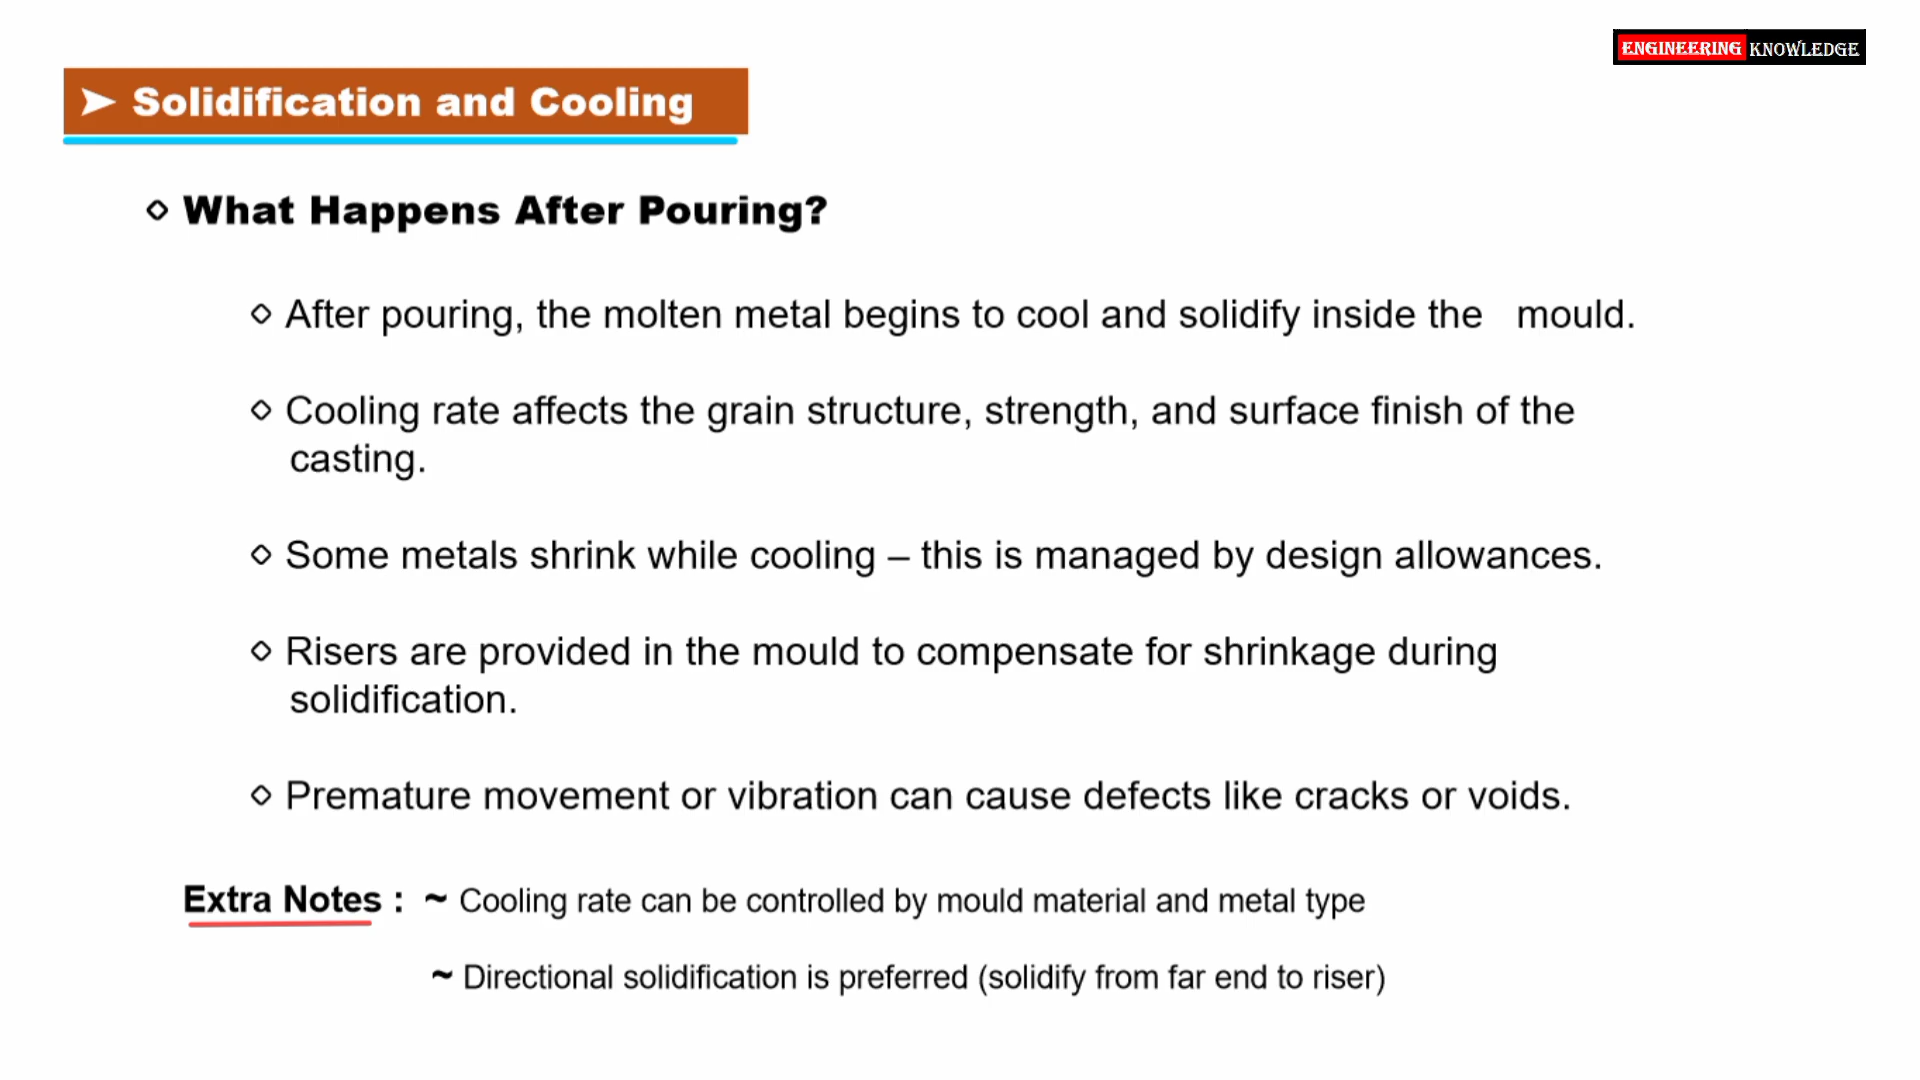 ENGINEERING KNOWLEDGE
➤ Solidification and Cooling
◇ What Happens After Pouring?
◇ After pouring, the molten metal begins to cool and solidify inside the mould.
◇ Cooling rate affects the grain structure, strength, and surface finish of the
casting.
◇ Some metals shrink while cooling – this is managed by design allowances.
◇ Risers are provided in the mould to compensate for shrinkage during
solidification.
◇ Premature movement or vibration can cause defects like cracks or voids.
Extra Notes : ~ Cooling rate can be controlled by mould material and metal type
~ Directional solidification is preferred (solidify from far end to riser)